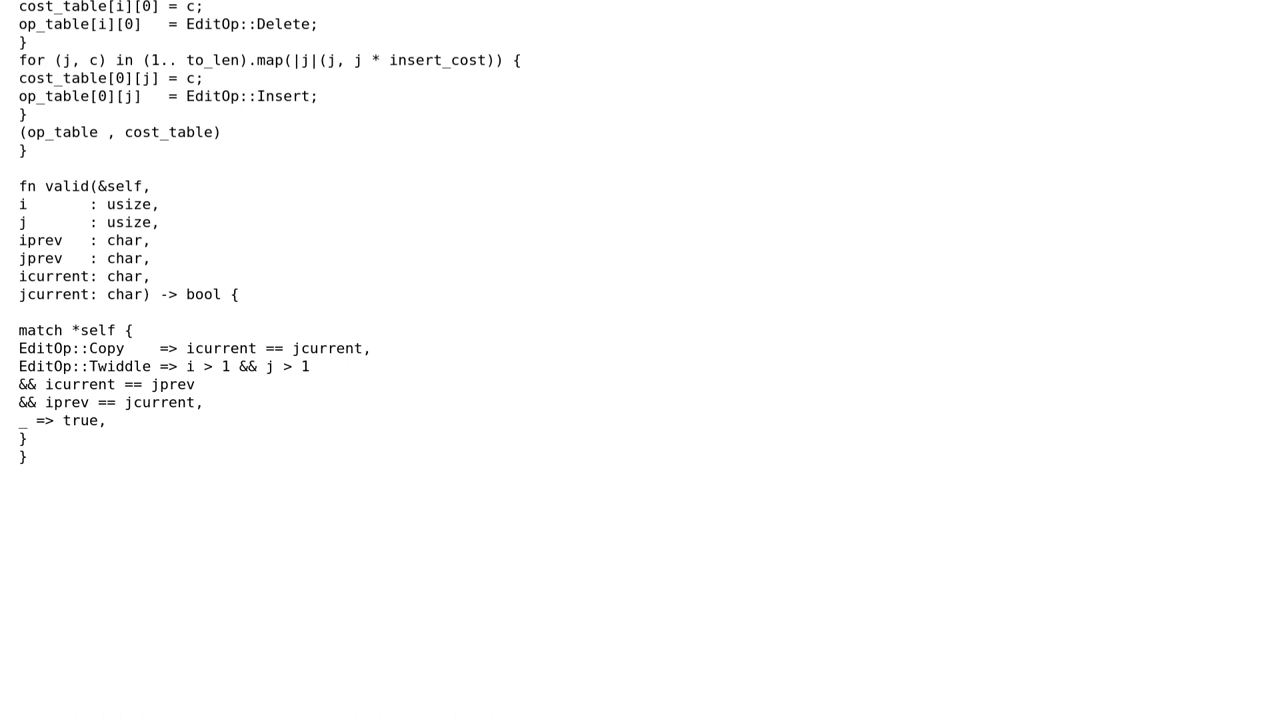 cost_table[i][0] = c;
op_table[i][0]   = EditOp::Delete;
}
for (j, c) in (1.. to_len).map(|j|(j, j * insert_cost)) {
cost_table[0][j] = c;
op_table[0][j]   = EditOp::Insert;
}
(op_table , cost_table)
}

fn valid(&self,
i       : usize,
j       : usize,
iprev   : char,
jprev   : char,
icurrent: char,
jcurrent: char) -> bool {

match *self {
EditOp::Copy    => icurrent == jcurrent,
EditOp::Twiddle => i > 1 && j > 1
&& icurrent == jprev
&& iprev == jcurrent,
_ => true,
}
}